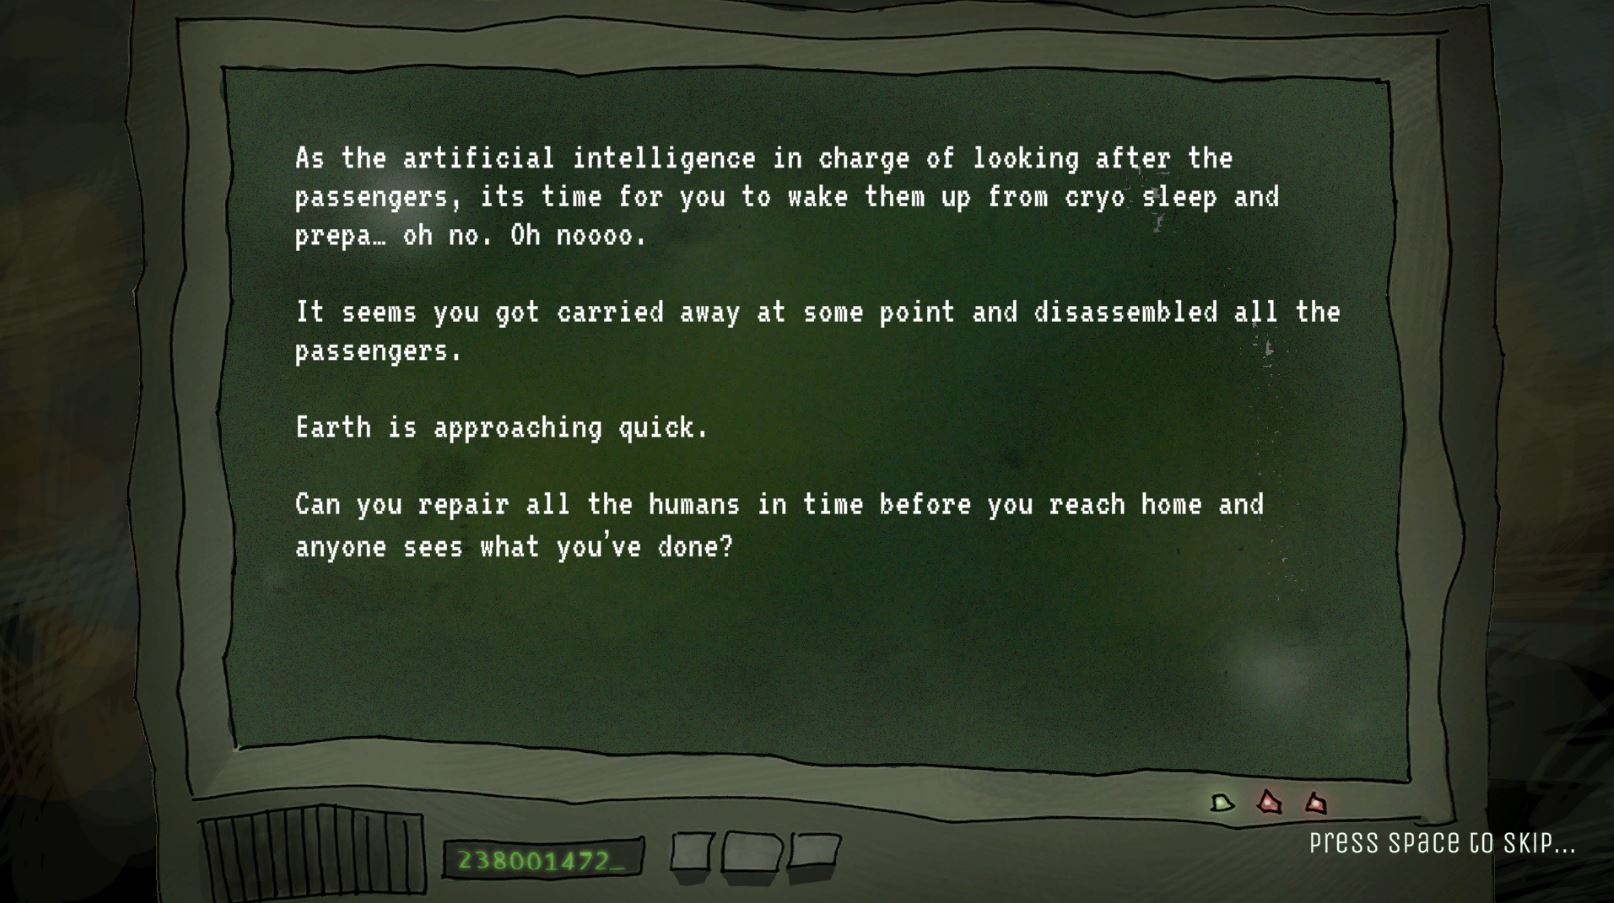 As the artificial intelligence in charge of looking after the
passengers, its time for you to wake them up from cryo sleep and
prepa… oh no. Oh noooo.
It seems you got carried away at some point and disassembled all the
passengers.
Earth is approaching quick.
Can you repair all the humans in time before you reach home and
anyone sees what you've done?
238001472_
Press space to skip...